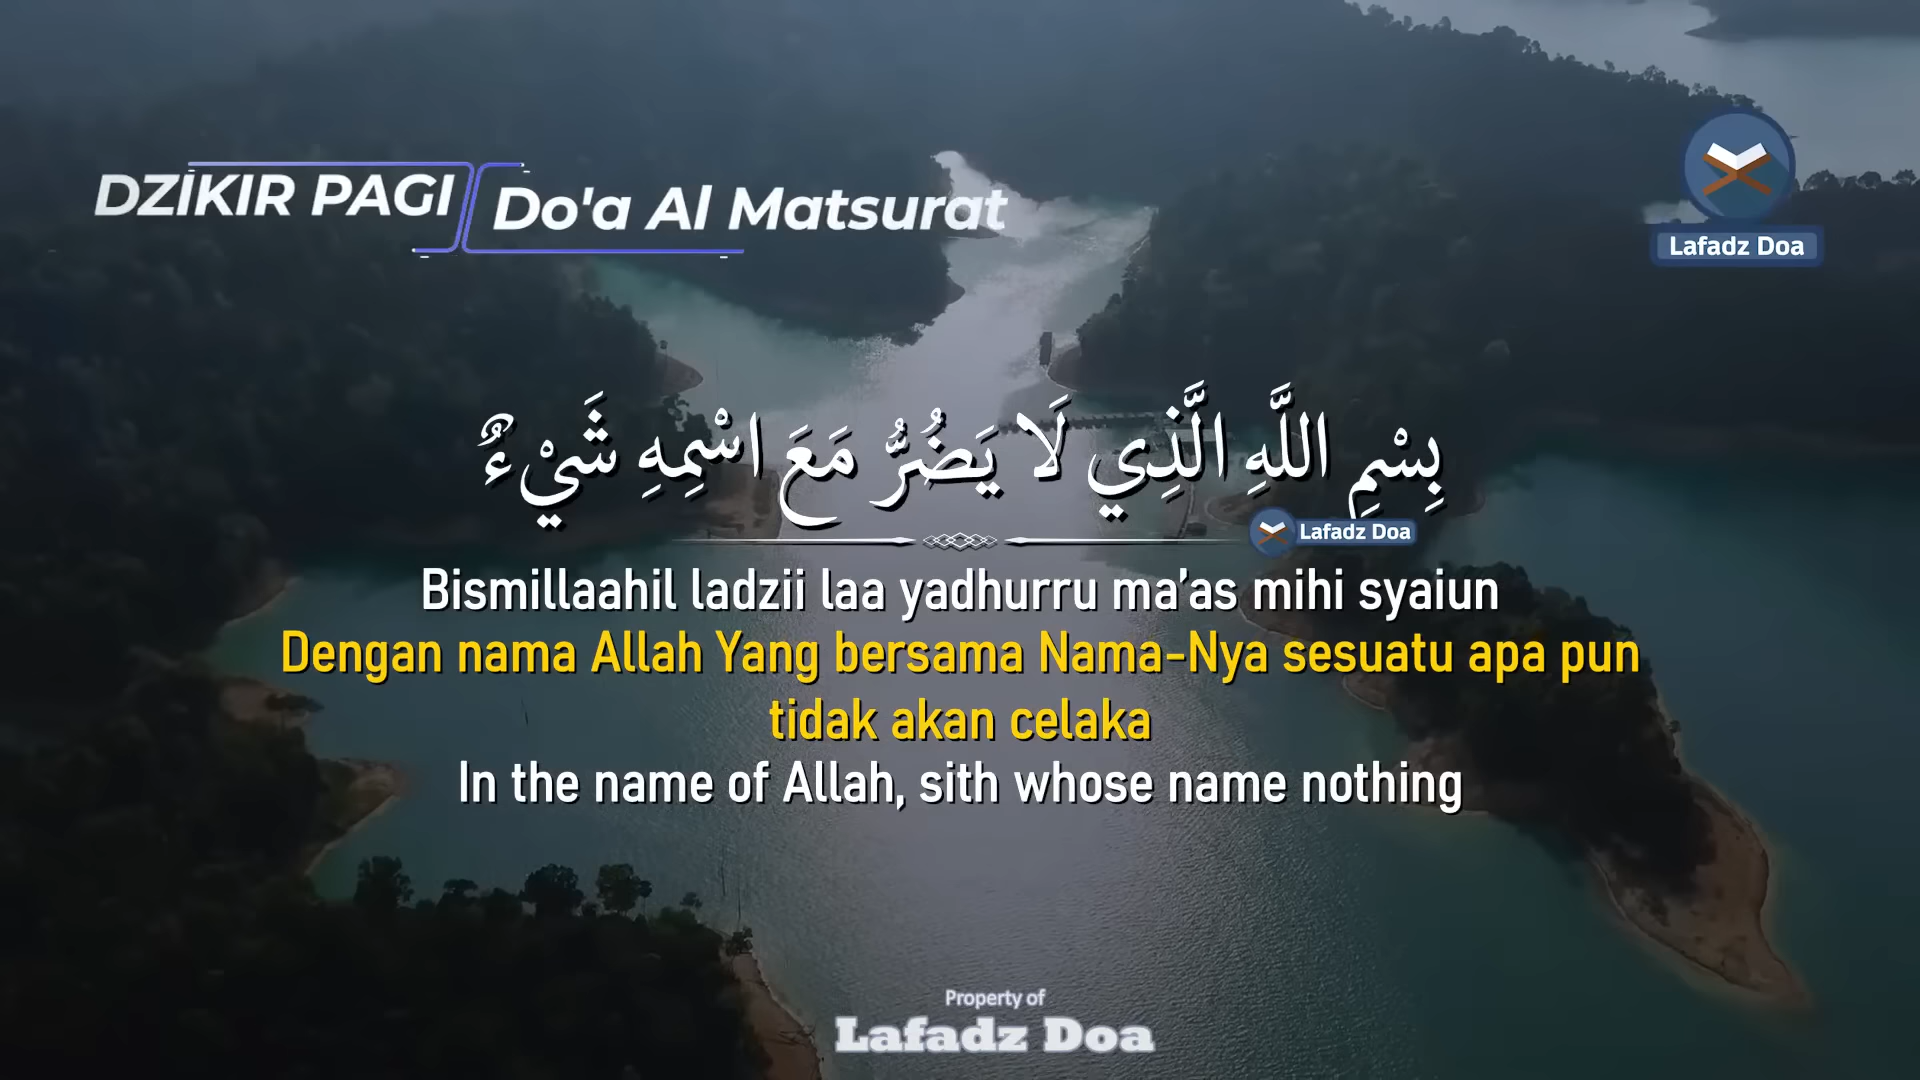 DZIKIR PAGI
Do'a Al Matsurat
Lafadz Doa
بِسْمِ اللَّهِ الَّذِي لَا يَضُرُّ مَعَ اسْمِهِ شَيْءٌ
Lafadz Doa
Bismillaahil ladzii laa yadhurru ma’as mihi syaiun
Dengan nama Allah Yang bersama Nama-Nya sesuatu apa pun
tidak akan celaka
In the name of Allah, sith whose name nothing
Property of
Lafadz Doa